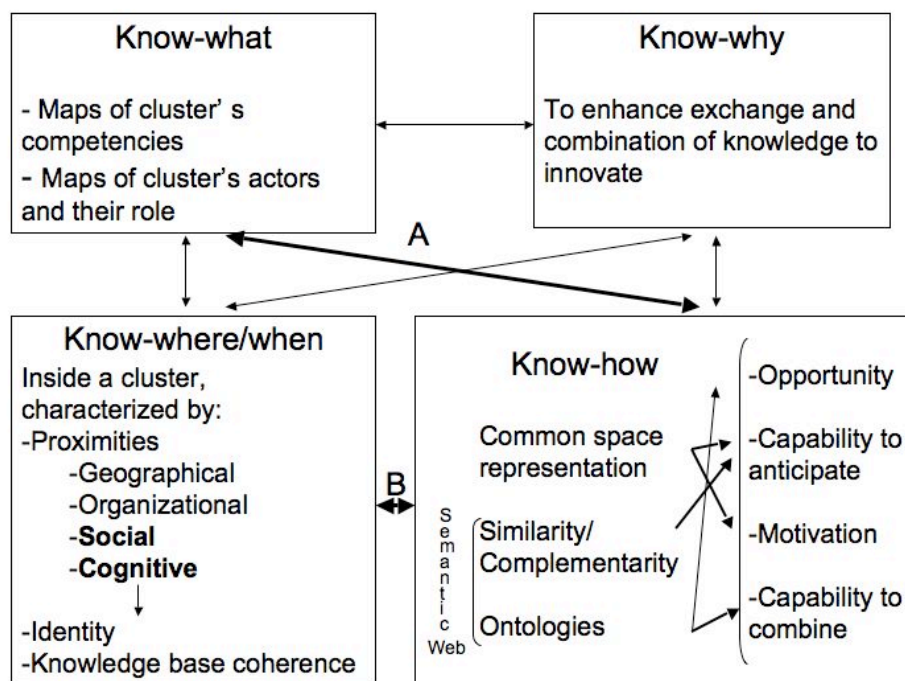 Know-what
- Maps of cluster' s
competencies
- Maps of cluster's actors
and their role
Know-why
To enhance exchange and
combination of knowledge to
innovate
A
Know-where/when
Inside a cluster,
characterized by:
-Proximities
-Geographical
-Organizational
-Social
-Cognitive
-Identity
-Knowledge base coherence
B
Know-how
Common space
representation
Semantic
Web
Similarity/
Complementarity
Ontologies
-Opportunity
-Capability to
anticipate
-Motivation
-Capability to
combine